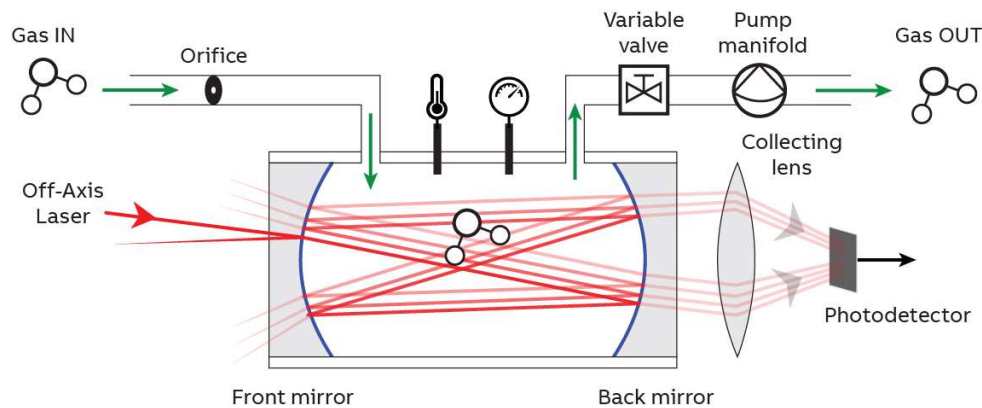 Gas IN
Orifice
Variable
valve
Pump
manifold
Gas OUT
Off-Axis
Laser
Collecting
lens
Photodetector
Front mirror
Back mirror